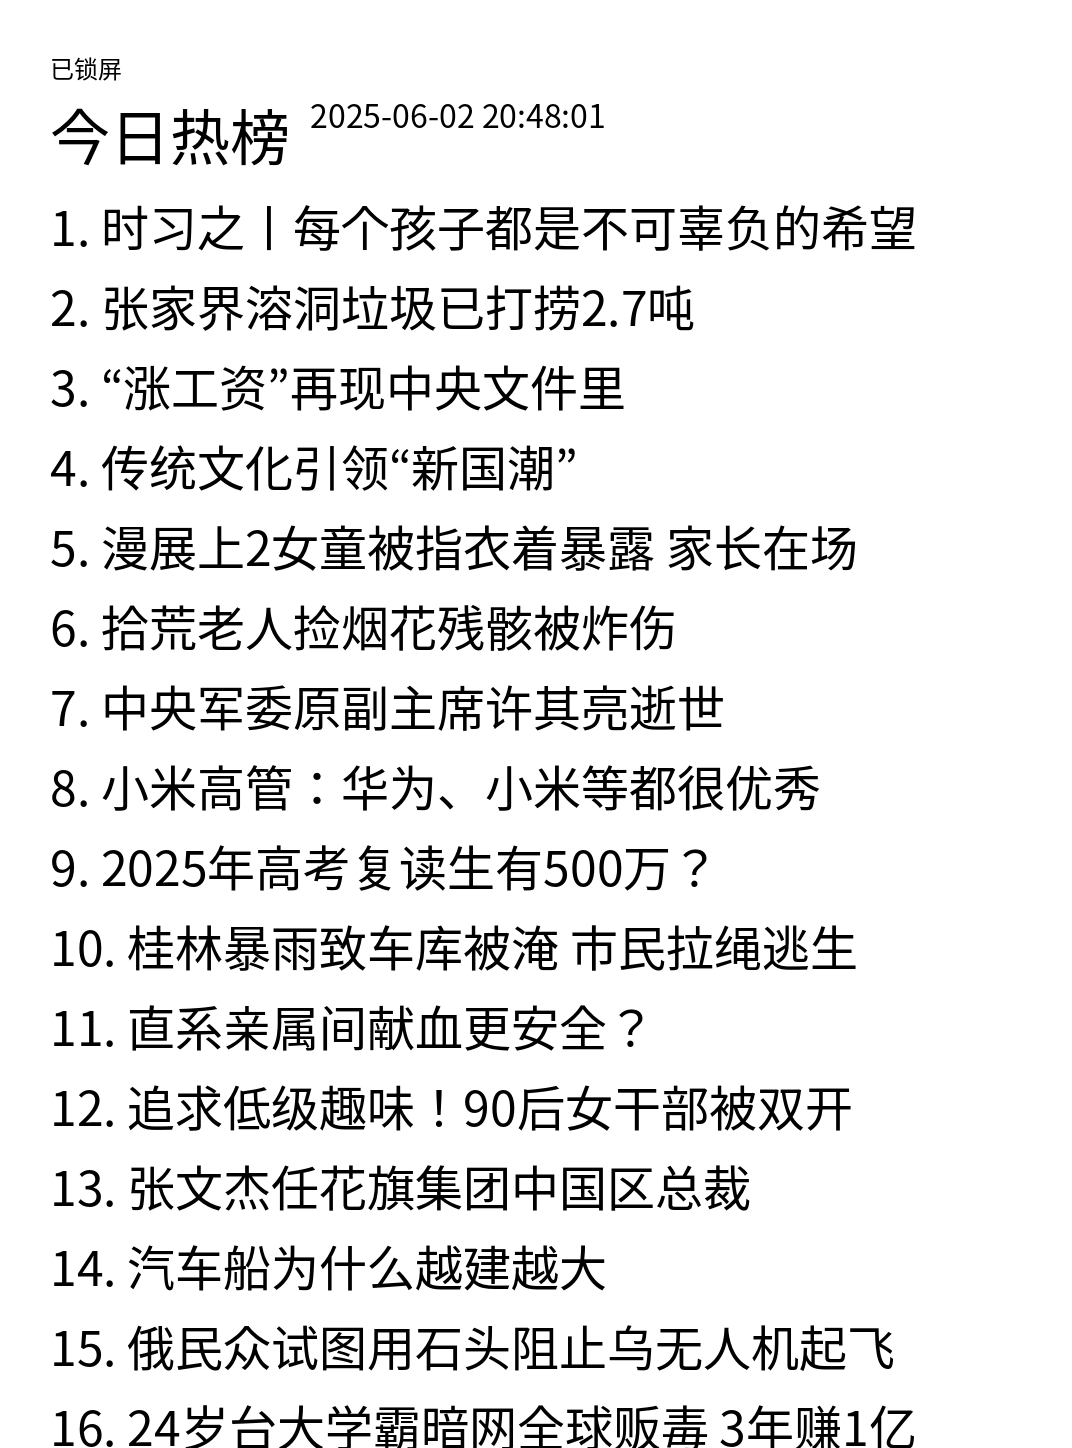 已锁屏
今日热榜 2025-06-02 20:48:01
1. 时习之丨每个孩子都是不可辜负的希望
2. 张家界溶洞垃圾已打捞2.7吨
3. “涨工资”再现中央文件里
4. 传统文化引领“新国潮”
5. 漫展上2女童被指衣着暴露 家长在场
6. 拾荒老人捡烟花残骸被炸伤
7. 中央军委原副主席许其亮逝世
8. 小米高管：华为、小米等都很优秀
9. 2025年高考复读生有500万？
10. 桂林暴雨致车库被淹 市民拉绳逃生
11. 直系亲属间献血更安全？
12. 追求低级趣味！90后女干部被双开
13. 张文杰任花旗集团中国区总裁
14. 汽车船为什么越建越大
15. 俄民众试图用石头阻止乌无人机起飞
16. 24岁台大学霸暗网全球贩毒 3年赚1亿